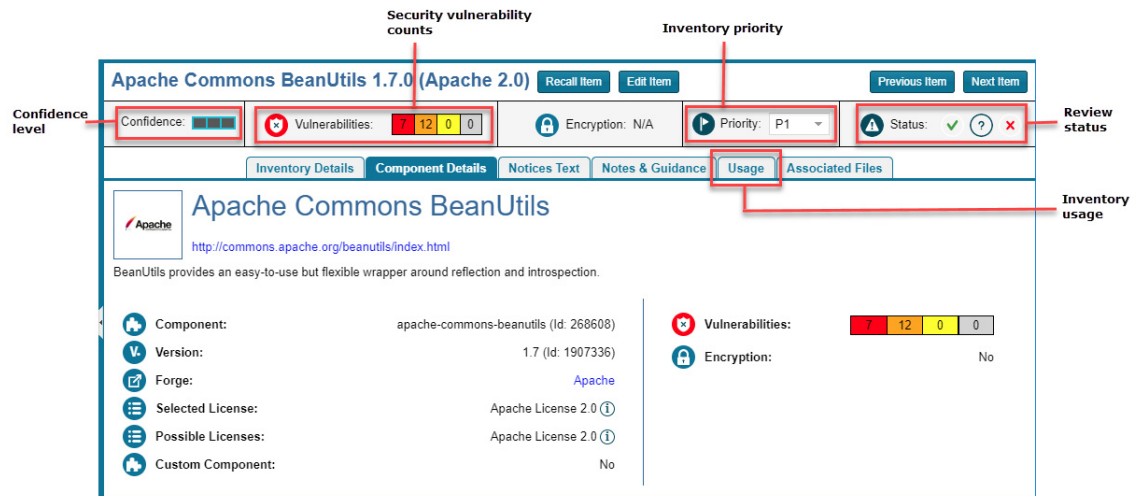 Security vulnerability
counts
Inventory priority
Apache Commons BeanUtils 1.7.0 (Apache 2.0) Recall Item Edit Item Previous Item Next Item
Confidence
level
Confidence: Vulnerabilities: 7 12 0 0 Encryption: N/A Priority: P1 Status: ?
Review
status
Inventory Details Component Details Notices Text Notes & Guidance Usage Associated Files
Inventory
usage
Apache
Apache Commons BeanUtils
http://commons.apache.org/beanutils/index.html
BeanUtils provides an easy-to-use but flexible wrapper around reflection and introspection.
Component: apache-commons-beanutils (Id: 268608) Vulnerabilities: 7 12 0 0
V. Version: 1.7 (Id: 1907336) Encryption: No
Forge: Apache
Selected License: Apache License 2.0 i
Possible Licenses: Apache License 2.0 i
Custom Component: No